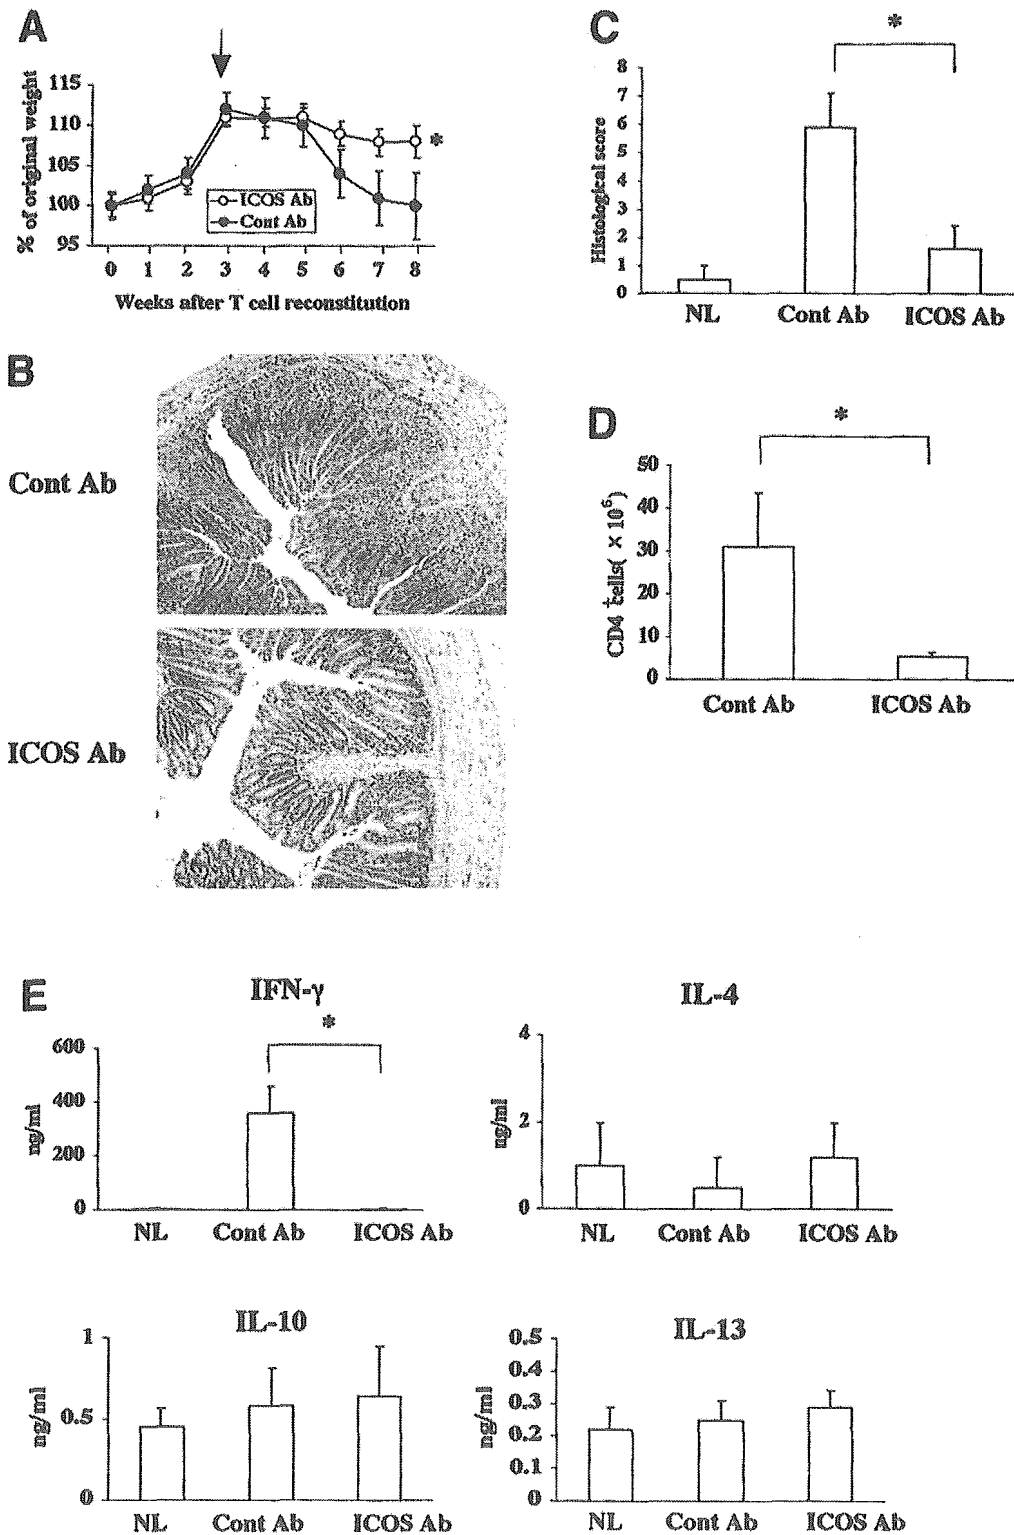 A
% of original weight
115
110
105
100
95
ICOS Ab
Cont Ab
*
0 1 2 3 4 5 6 7 8
Weeks after T cell reconstitution
B
Cont Ab
ICOS Ab
C
*
Histological score
8
7
6
5
4
3
2
1
0
NL Cont Ab ICOS Ab
D
*
CD4+ cells( × 10⁶)
50
40
30
20
10
0
Cont Ab ICOS Ab
E
IFN-γ
*
ng/ml
600
400
200
0
NL Cont Ab ICOS Ab
IL-4
ng/ml
4
2
0
NL Cont Ab ICOS Ab
IL-10
ng/ml
1
0.5
0
NL Cont Ab ICOS Ab
IL-13
ng/ml
0.5
0.4
0.3
0.2
0.1
0
NL Cont Ab ICOS Ab